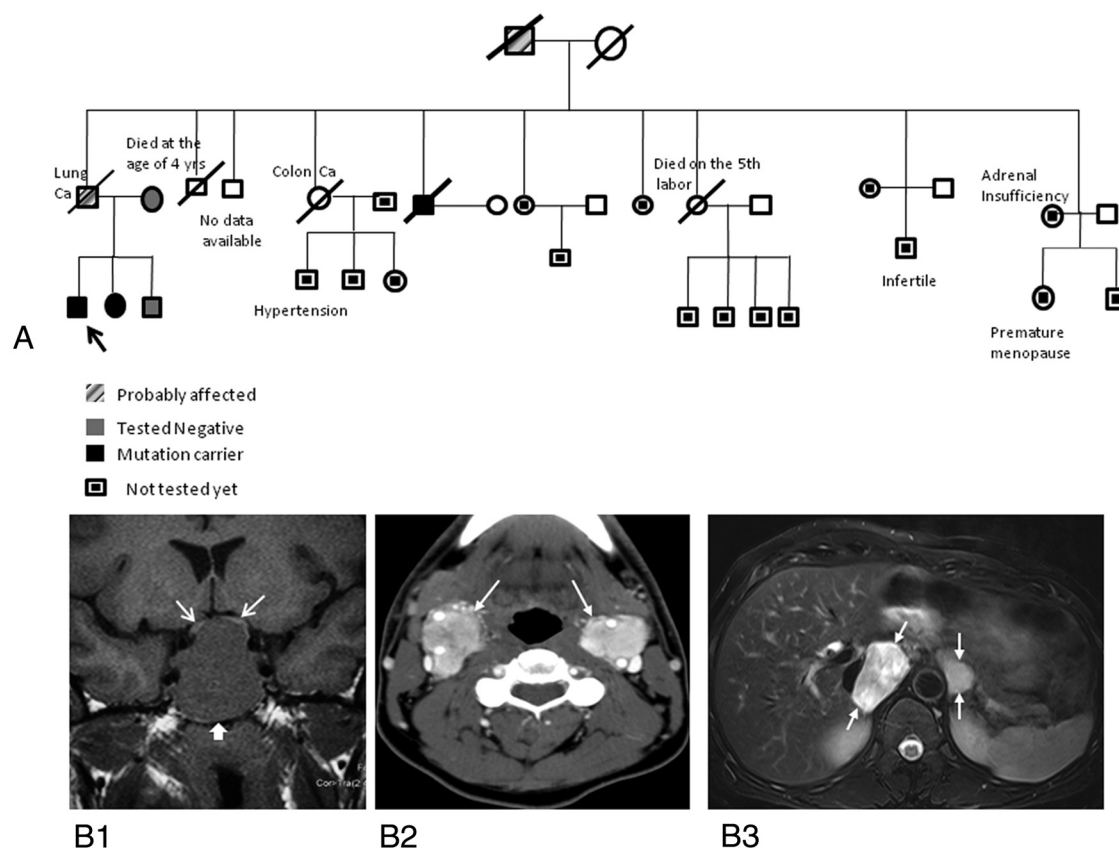 Lung
Ca
Died at the
age of 4 yrs
No data
available
Colon Ca
Hypertension
Died on the 5th
labor
Infertile
Adrenal
Insufficiency
Premature
menopause
A
Probably affected
Tested Negative
Mutation carrier
Not tested yet
B1
B2
B3